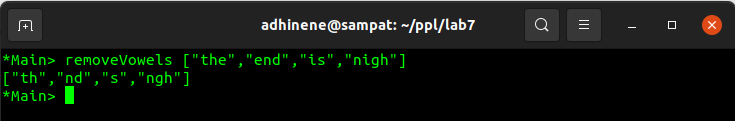 adhinene@sampat: ~/ppl/lab7
*Main> removeVowels ["the","end","is","nigh"]
["th","nd","s","ngh"]
*Main>